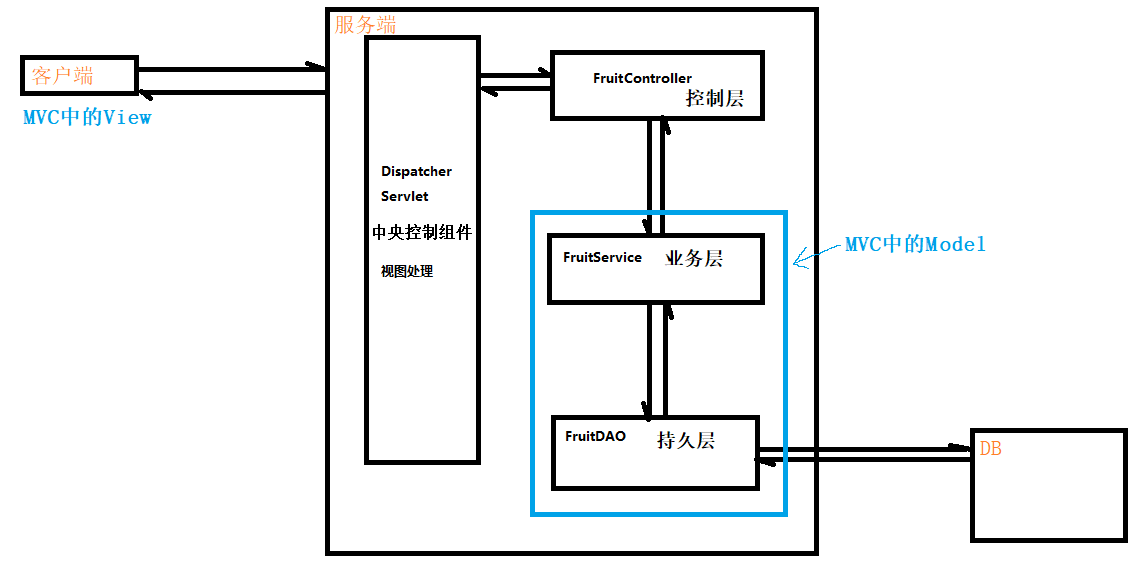 服务端
客户端
MVC中的View
FruitController
控制层
Dispatcher
Servlet
中央控制组件
视图处理
MVC中的Model
FruitService 业务层
FruitDAO 持久层
DB